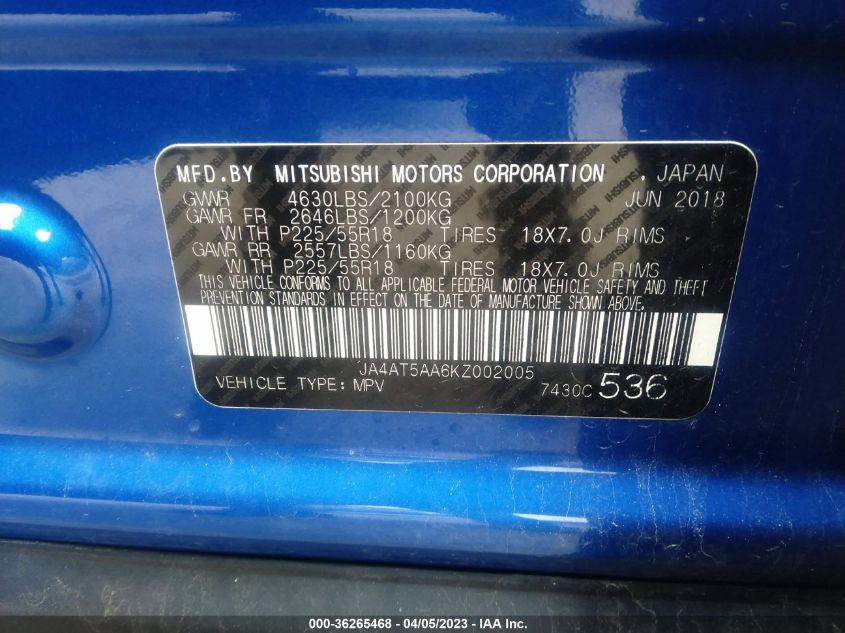 MFD.BY MITSUBISHI MOTORS CORPORATION , JAPAN
GVWR 4630LBS/2100KG JUN 2018
GAWR FR 2646LBS/1200KG
WITH P225/55R18 TIRES 18X7.0J RIMS
GAWR RR 2557LBS/1160KG
WITH P225/55R18 TIRES 18X7.0J RIMS
THIS VEHICLE CONFORMS TO ALL APPLICABLE FEDERAL MOTOR VEHICLE SAFETY AND THEFT
PREVENTION STANDARDS IN EFFECT ON THE DATE OF MANUFACTURE SHOWN ABOVE.
JA4AT5AA6KZ002005
VEHICLE TYPE: MPV 7430C 536
000-36265468 - 04/05/2023 - IAA, Inc.